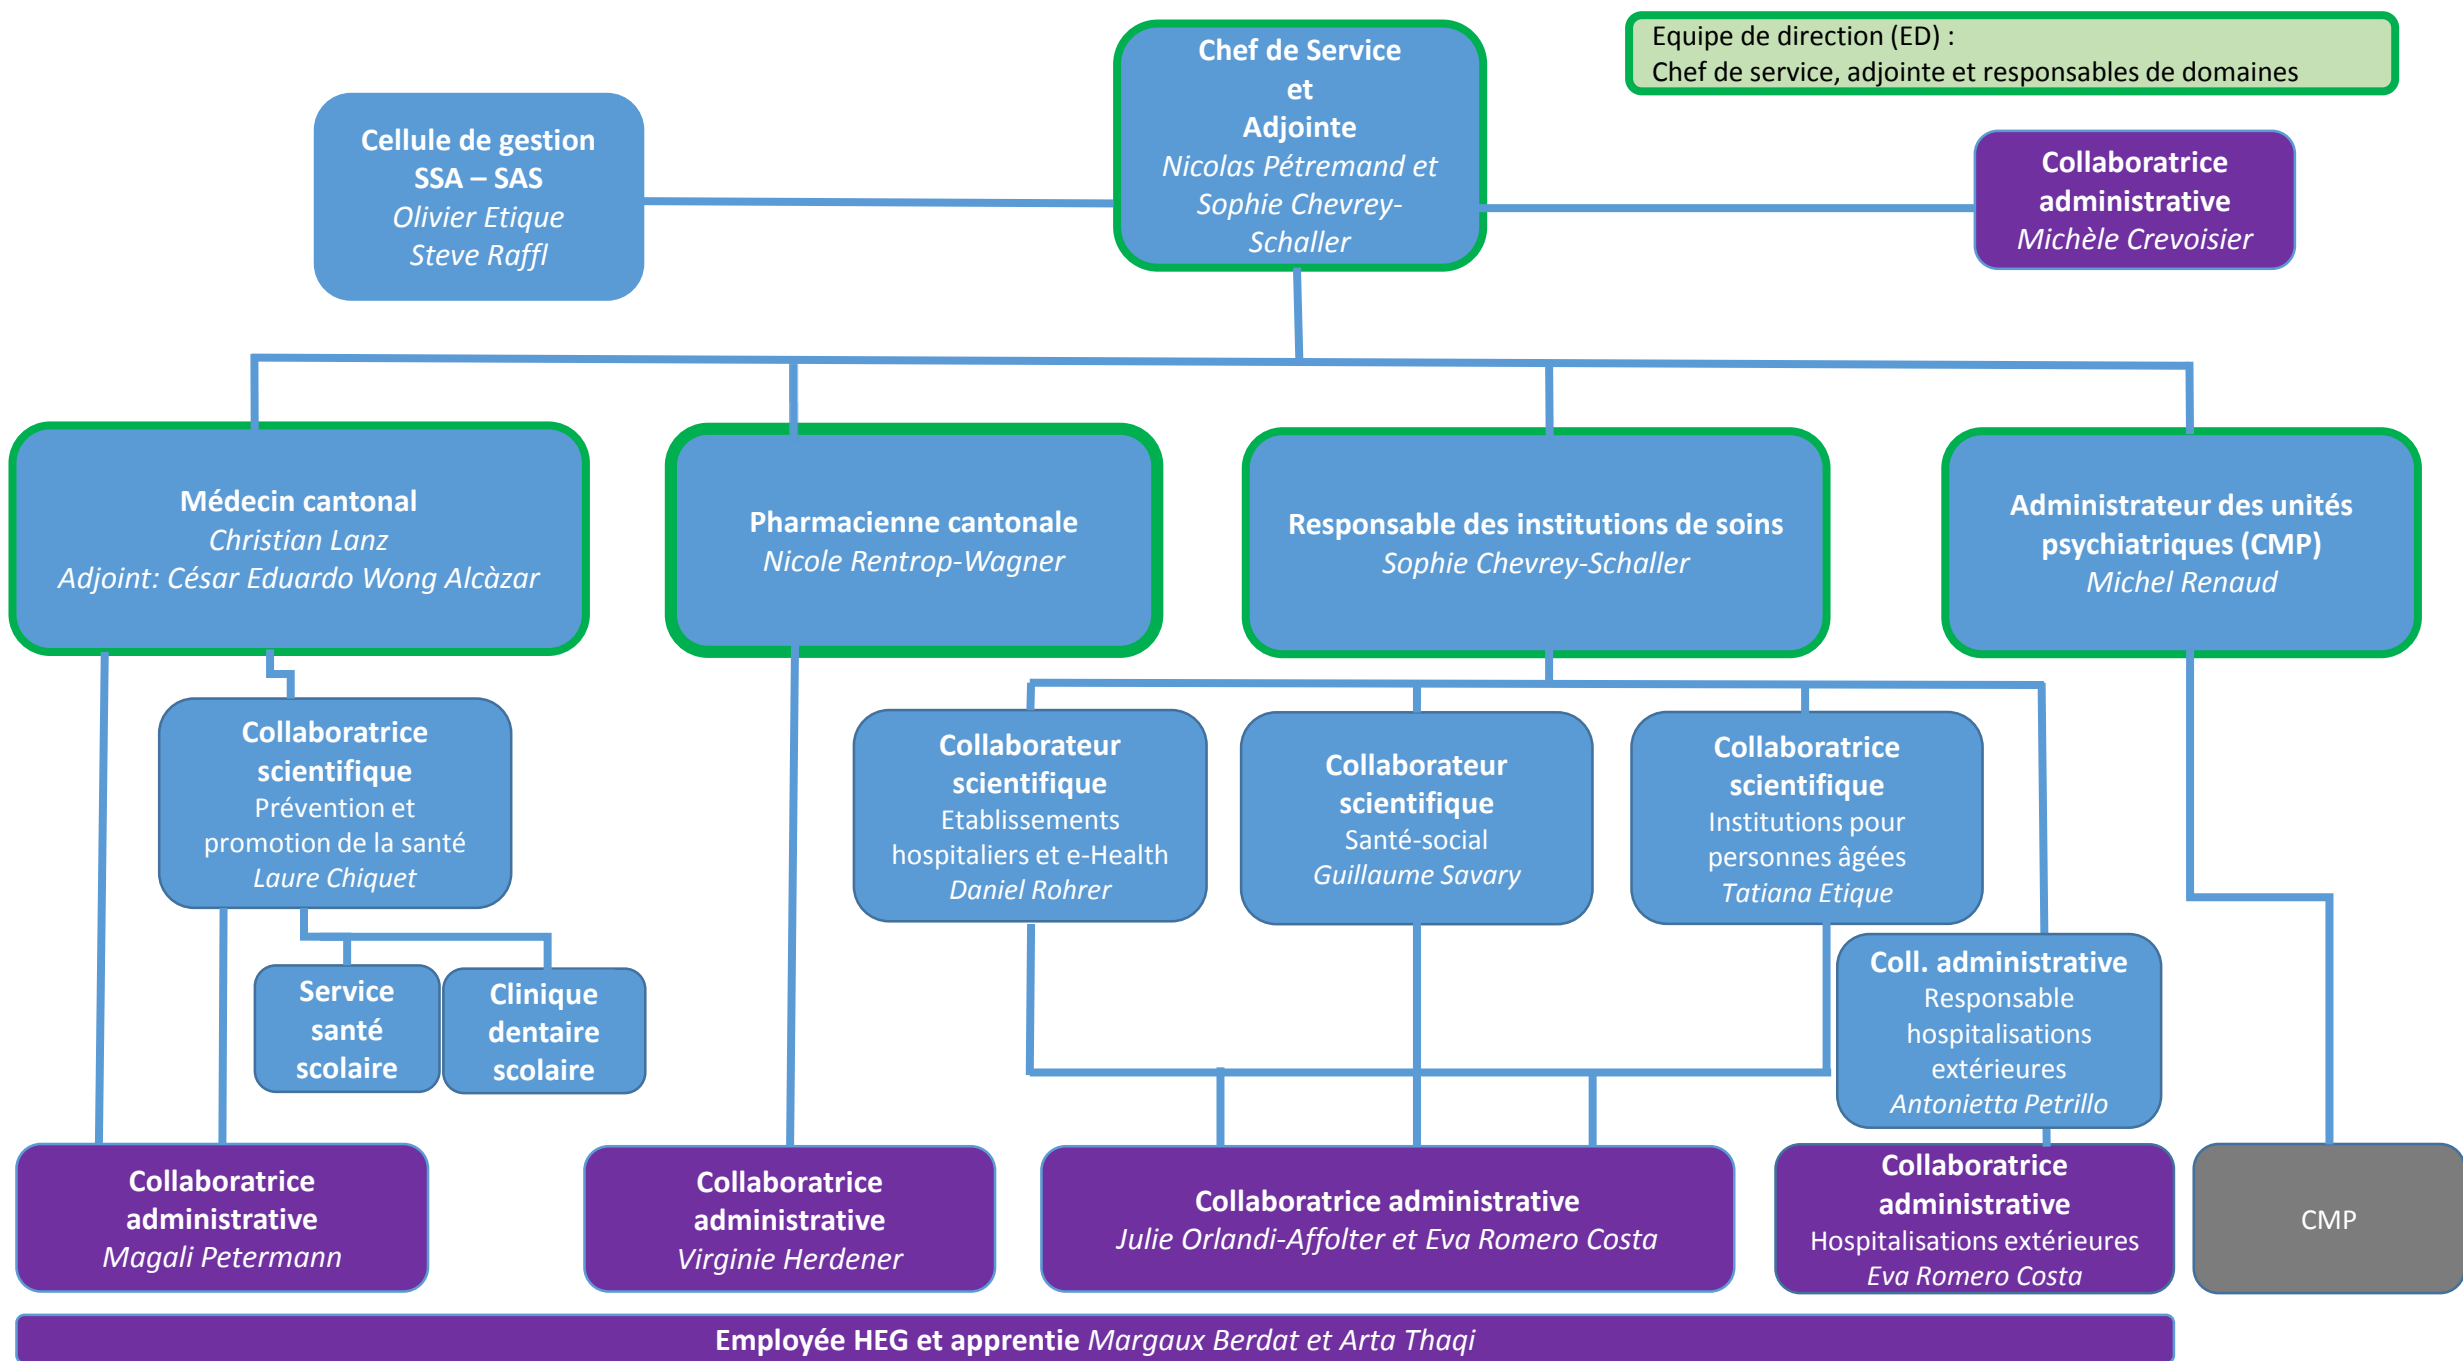 Chef de Service
et
Adjointe
Nicolas Pétremand et
Sophie Chevrey-
Schaller
Equipe de direction (ED) :
Chef de service, adjointe et responsables de domaines
Cellule de gestion
SSA – SAS
Olivier Etique
Steve Raffl
Collaboratrice
administrative
Michèle Crevoisier
Médecin cantonal
Christian Lanz
Adjoint: César Eduardo Wong Alcàzar
Pharmacienne cantonale
Nicole Rentrop-Wagner
Responsable des institutions de soins
Sophie Chevrey-Schaller
Administrateur des unités
psychiatriques (CMP)
Michel Renaud
Collaboratrice
scientifique
Prévention et
promotion de la santé
Laure Chiquet
Collaborateur
scientifique
Etablissements
hospitaliers et e-Health
Daniel Rohrer
Collaborateur
scientifique
Santé-social
Guillaume Savary
Collaboratrice
scientifique
Institutions pour
personnes âgées
Tatiana Etique
Service
santé
scolaire
Clinique
dentaire
scolaire
Coll. administrative
Responsable
hospitalisations
extérieures
Antonietta Petrillo
Collaboratrice
administrative
Magali Petermann
Collaboratrice
administrative
Virginie Herdener
Collaboratrice administrative
Julie Orlandi-Affolter et Eva Romero Costa
Collaboratrice
administrative
Hospitalisations extérieures
Eva Romero Costa
CMP
Employée HEG et apprentie Margaux Berdat et Arta Thaqi